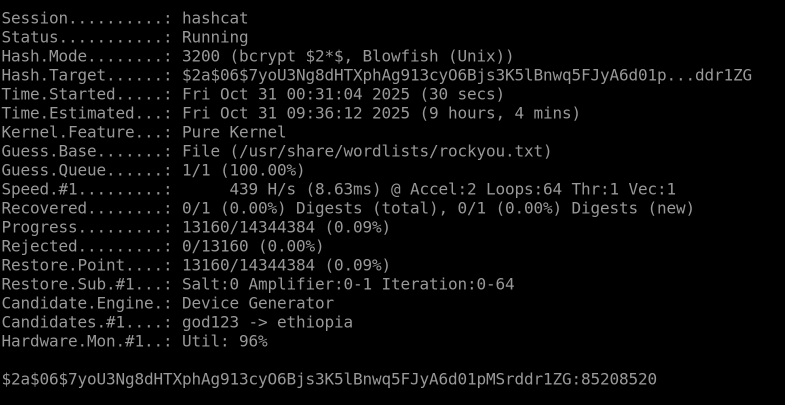 Session..........: hashcat
Status...........: Running
Hash.Mode........: 3200 (bcrypt $2*$, Blowfish (Unix))
Hash.Target......: $2a$06$7yoU3Ng8dHTXphAg913cyO6Bjs3K5lBnwq5FJyA6d01p...ddr1ZG
Time.Started.....: Fri Oct 31 00:31:04 2025 (30 secs)
Time.Estimated...: Fri Oct 31 09:36:12 2025 (9 hours, 4 mins)
Kernel.Feature...: Pure Kernel
Guess.Base.......: File (/usr/share/wordlists/rockyou.txt)
Guess.Queue......: 1/1 (100.00%)
Speed.#1.........:      439 H/s (8.63ms) @ Accel:2 Loops:64 Thr:1 Vec:1
Recovered........: 0/1 (0.00%) Digests (total), 0/1 (0.00%) Digests (new)
Progress.........: 13160/14344384 (0.09%)
Rejected.........: 0/13160 (0.00%)
Restore.Point....: 13160/14344384 (0.09%)
Restore.Sub.#1...: Salt:0 Amplifier:0-1 Iteration:0-64
Candidate.Engine.: Device Generator
Candidates.#1....: god123 -> ethiopia
Hardware.Mon.#1..: Util: 96%
$2a$06$7yoU3Ng8dHTXphAg913cyO6Bjs3K5lBnwq5FJyA6d01pMSrddr1ZG:85208520